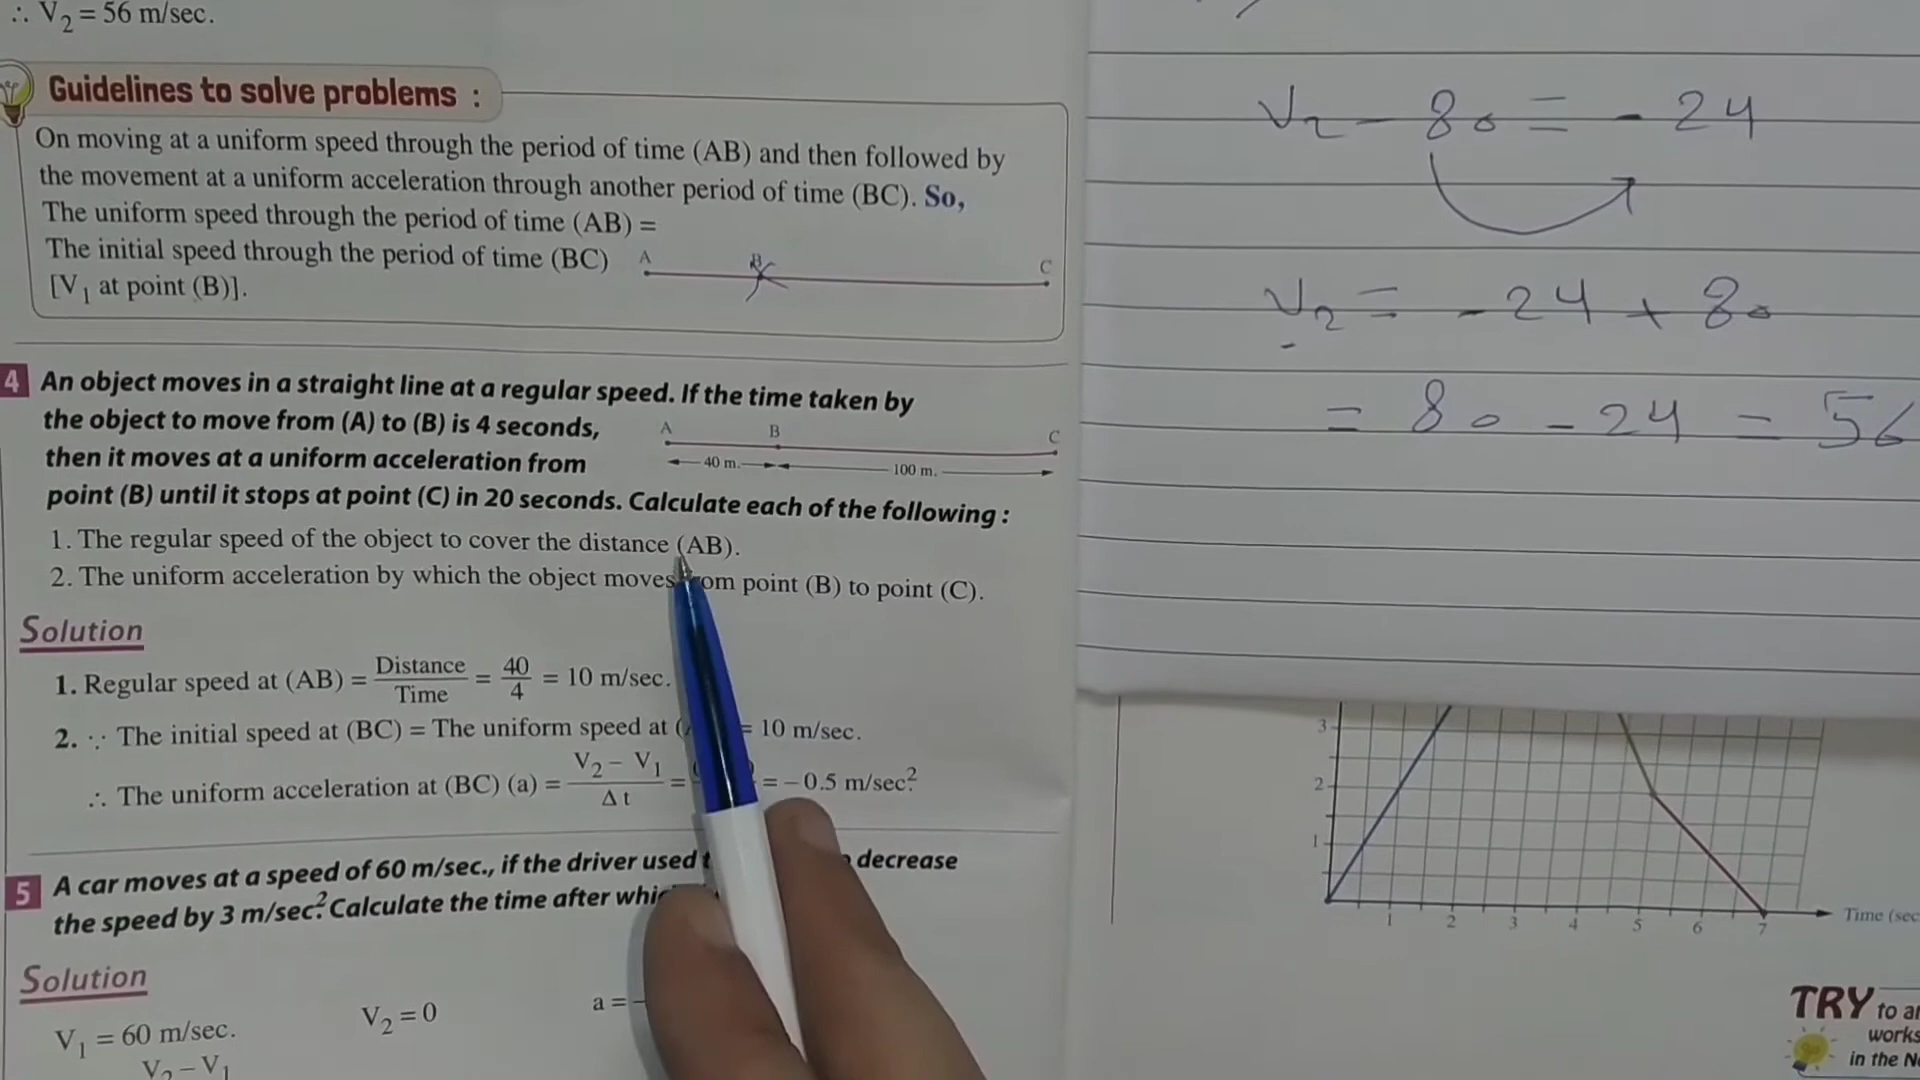 ∴ V₂ = 56 m/sec.
Guidelines to solve problems :
On moving at a uniform speed through the period of time (AB) and then followed by
the movement at a uniform acceleration through another period of time (BC). So,
The uniform speed through the period of time (AB) =
The initial speed through the period of time (BC)
[V₁ at point (B)].
A B C
4 An object moves in a straight line at a regular speed. If the time taken by
the object to move from (A) to (B) is 4 seconds,
then it moves at a uniform acceleration from
point (B) until it stops at point (C) in 20 seconds. Calculate each of the following :
A B C
40 m. 100 m.
1. The regular speed of the object to cover the distance (AB).
2. The uniform acceleration by which the object moves from point (B) to point (C).
Solution
1. Regular speed at (AB) = Distance/Time = 40/4 = 10 m/sec.
2. ∵ The initial speed at (BC) = The uniform speed at ( = 10 m/sec.
∴ The uniform acceleration at (BC) (a) = V₂ – V₁/Δt = = – 0.5 m/sec².
5 A car moves at a speed of 60 m/sec., if the driver used decrease
the speed by 3 m/sec². Calculate the time after
Solution
V₁ = 60 m/sec. V₂ = 0 a = –
V₂ – V₁
V₂ – 80 = – 24
V₂ = – 24 + 80
= 80 – 24 = 56
3
2
1
1 2 3 4 5 6 7
Time (sec
TRY to
in the